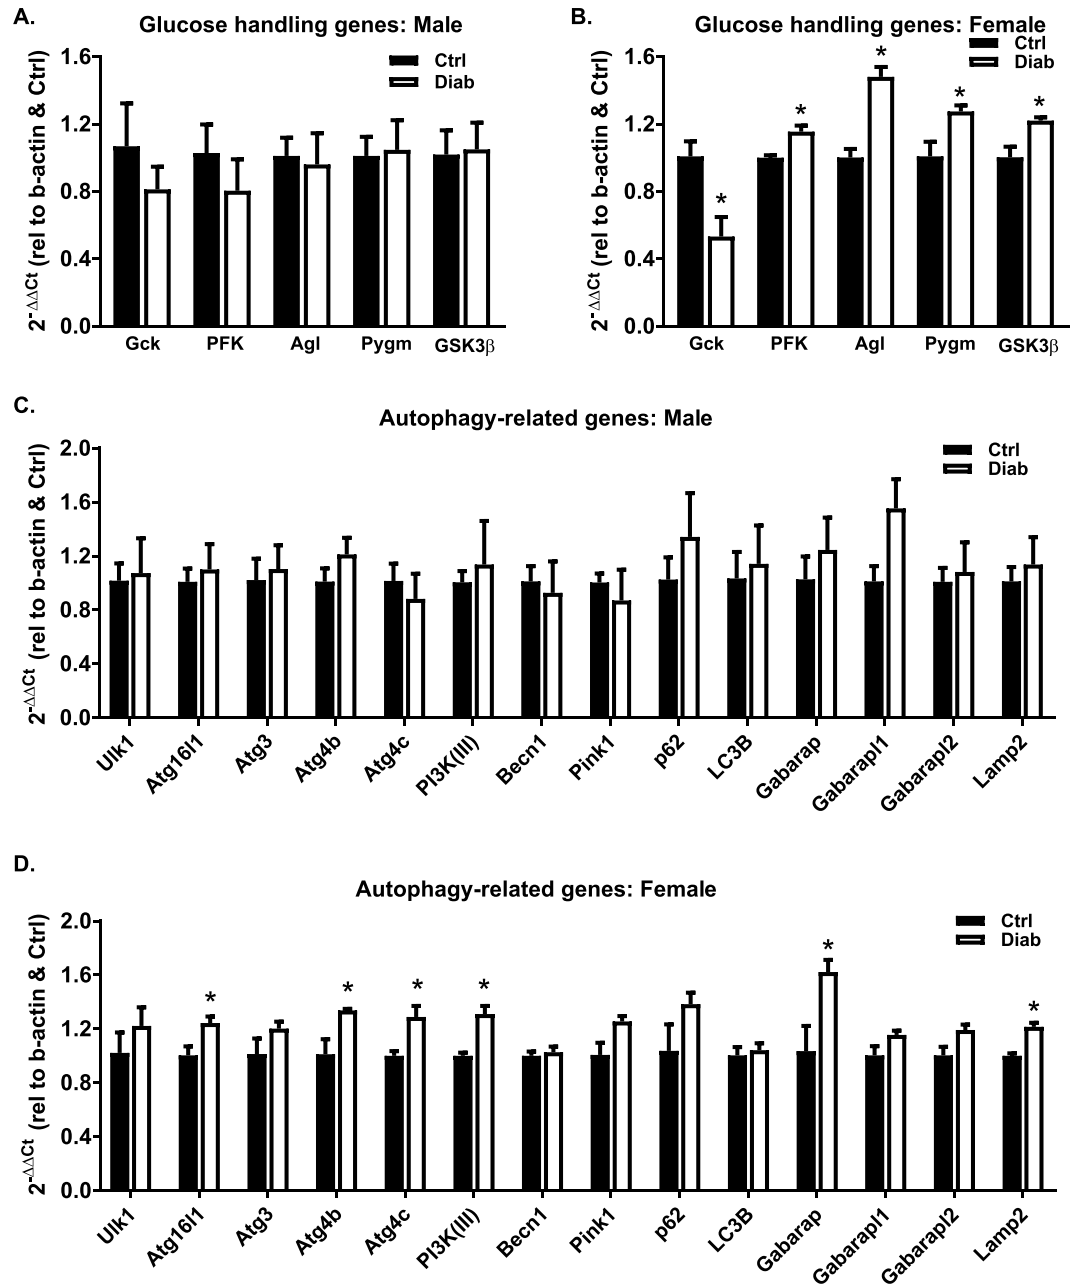 A.
Glucose handling genes: Male
2-ΔΔCt (rel to b-actin & Ctrl)
1.6
1.2
0.8
0.4
0.0
Ctrl
Diab
Gck PFK Agl Pygm GSK3β
B.
Glucose handling genes: Female
2-ΔΔCt (rel to b-actin & Ctrl)
1.6
1.2
0.8
0.4
0.0
Ctrl
Diab
*
*
*
*
*
Gck PFK Agl Pygm GSK3β
C.
Autophagy-related genes: Male
2-ΔΔCt (rel to b-actin & Ctrl)
2.0
1.6
1.2
0.8
0.4
0.0
Ctrl
Diab
Ulk1
Atg16l1
Atg3
Atg4b
Atg4c
PI3K(III)
Becn1
Pink1
p62
LC3B
Gabarap
Gabarapl1
Gabarapl2
Lamp2
D.
Autophagy-related genes: Female
2-ΔΔCt (rel to b-actin & Ctrl)
2.0
1.6
1.2
0.8
0.4
0.0
Ctrl
Diab
*
*
*
*
*
*
Ulk1
Atg16l1
Atg3
Atg4b
Atg4c
PI3K(III)
Becn1
Pink1
p62
LC3B
Gabarap
Gabarapl1
Gabarapl2
Lamp2